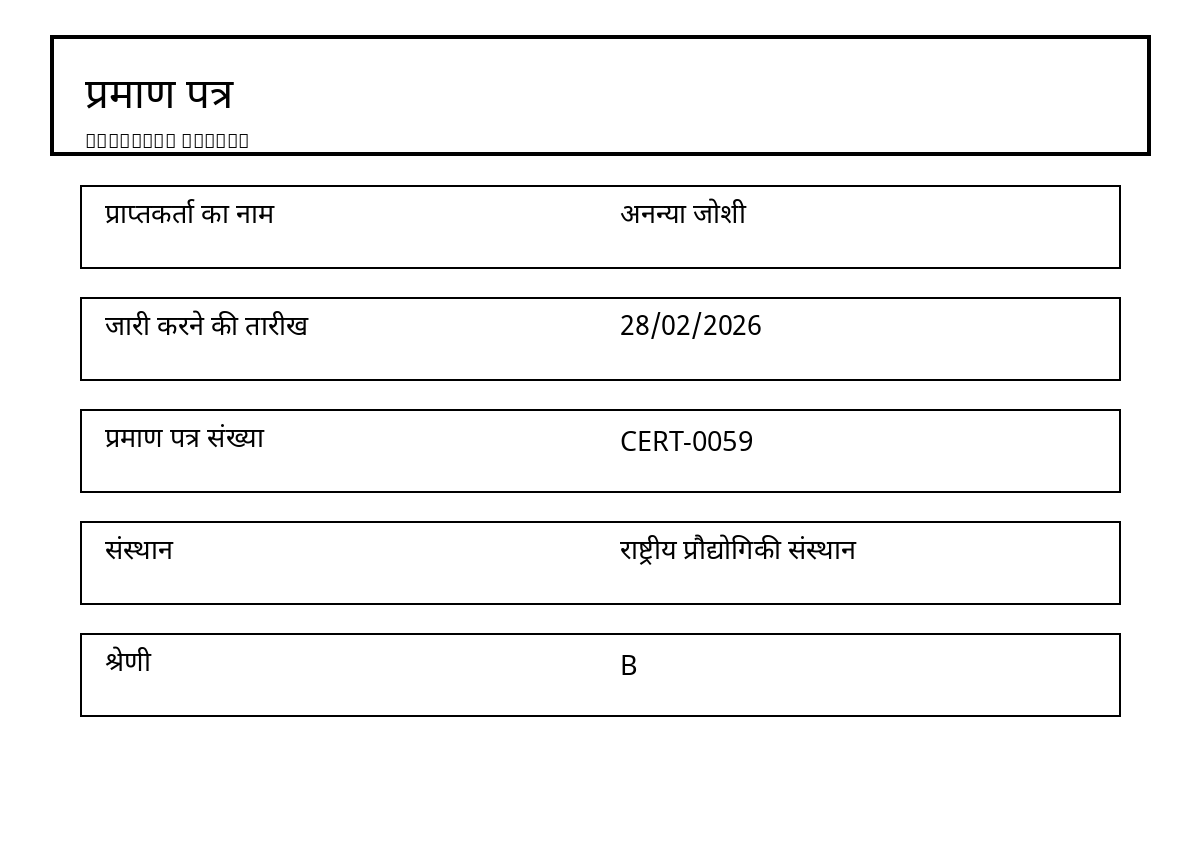 प्रमाण पत्र
प्राप्तकर्ता का नाम अनन्या जोशी
जारी करने की तारीख 28/02/2026
प्रमाण पत्र संख्या CERT-0059
संस्थान राष्ट्रीय प्रौद्योगिकी संस्थान
श्रेणी B